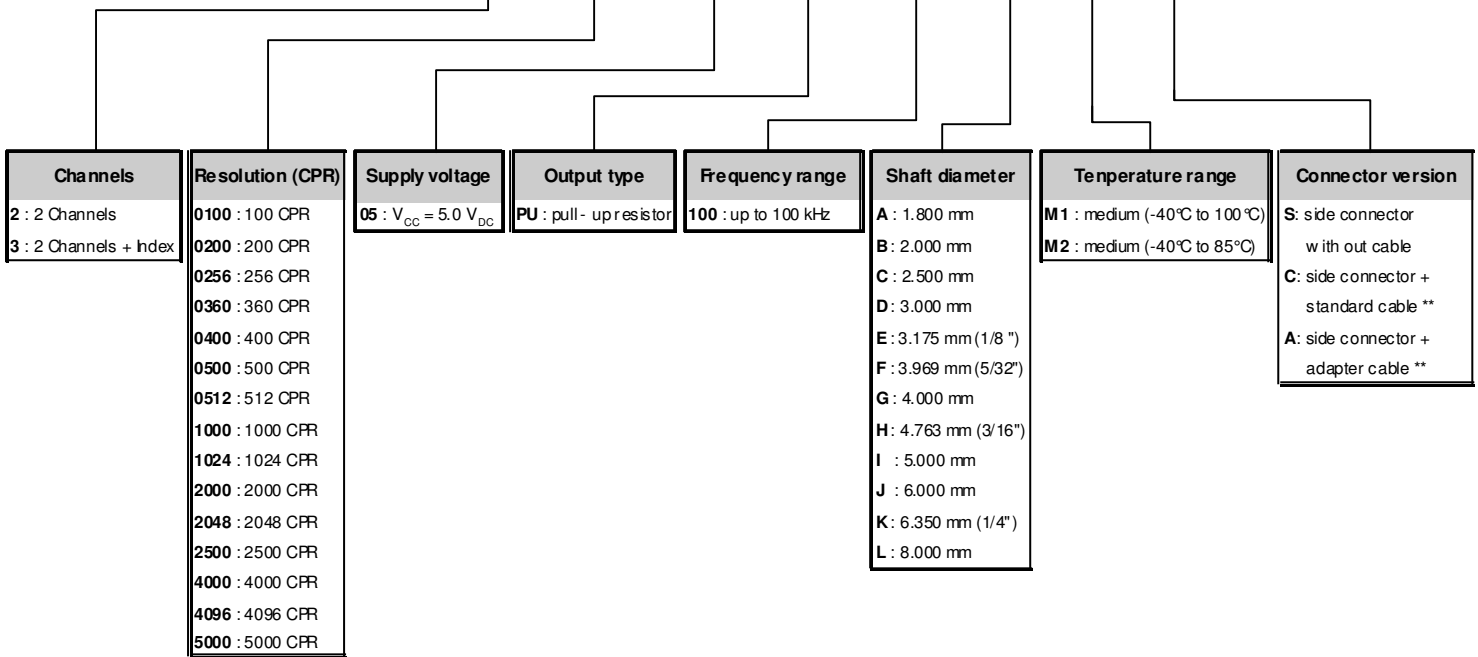 Channels
2 : 2 Channels
3 : 2 Channels + Index
Resolution (CPR)
0100 : 100 CPR
0200 : 200 CPR
0256 : 256 CPR
0360 : 360 CPR
0400 : 400 CPR
0500 : 500 CPR
0512 : 512 CPR
1000 : 1000 CPR
1024 : 1024 CPR
2000 : 2000 CPR
2048 : 2048 CPR
2500 : 2500 CPR
4000 : 4000 CPR
4096 : 4096 CPR
5000 : 5000 CPR
Supply voltage
05 : VCC = 5.0 VDC
Output type
PU : pull- up resistor
Frequency range
100 : up to 100 kHz
Shaft diameter
A : 1.800 mm
B : 2.000 mm
C : 2.500 mm
D : 3.000 mm
E : 3.175 mm (1/8 ")
F : 3.969 mm (5/32")
G : 4.000 mm
H : 4.763 mm (3/16")
I : 5.000 mm
J : 6.000 mm
K : 6.350 mm (1/4")
L : 8.000 mm
Tenperature range
M1 : medium (-40°C to 100°C)
M2 : medium (-40°C to 85°C)
Connector version
S: side connector
with out cable
C: side connector +
standard cable **
A: side connector +
adapter cable **